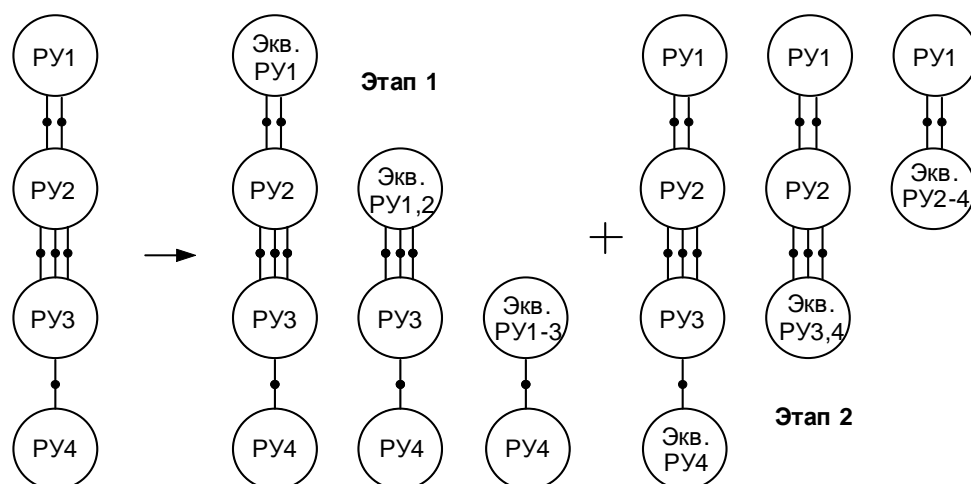 РУ1
РУ2
РУ3
РУ4
Экв.
РУ1
РУ2
РУ3
РУ4
Этап 1
Экв.
РУ1,2
РУ3
РУ4
Экв.
РУ1-3
РУ4
РУ1
РУ2
РУ3
Экв.
РУ4
РУ1
РУ2
Экв.
РУ3,4
РУ1
Экв.
РУ2-4
Этап 2